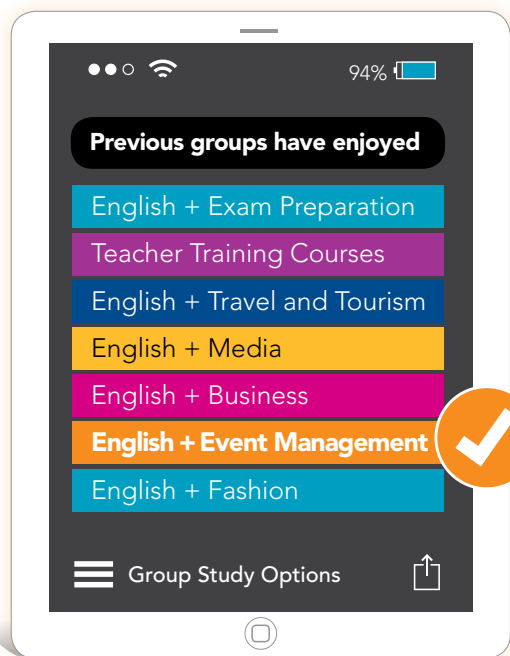 94%
Previous groups have enjoyed
English + Exam Preparation
Teacher Training Courses
English + Travel and Tourism
English + Media
English + Business
English + Event Management
English + Fashion
Group Study Options